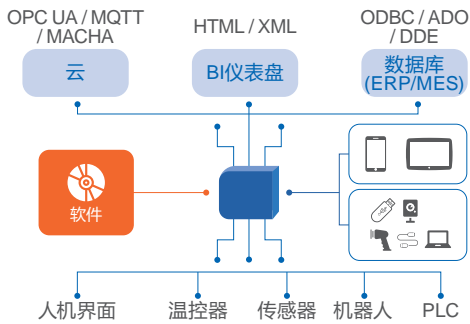 OPC UA / MQTT
/ MACHA
HTML / XML
ODBC / ADO
/ DDE
云
BI仪表盘
数据库
(ERP/MES)
软件
人机界面
温控器
传感器
机器人
PLC